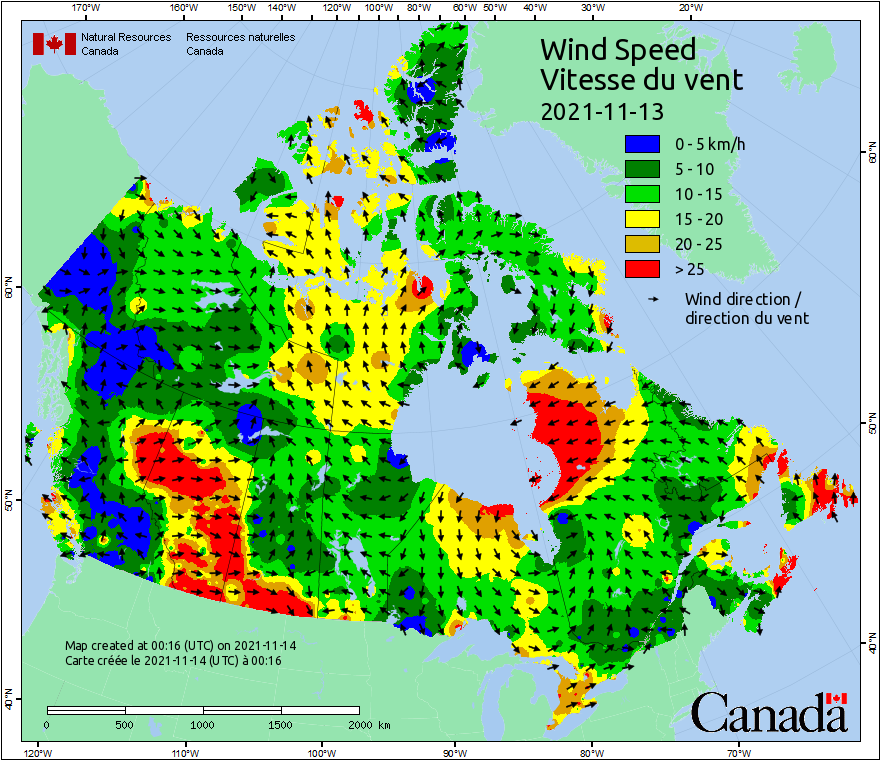 170°W 160°W 150°W 140°W 120°W 100°W 80°W 60°W 50°W 40°W 30°W 20°W
Natural Resources Ressources naturelles
Canada Canada
Wind Speed
Vitesse du vent
2021-11-13
0 - 5 km/h
5 - 10
10 - 15
15 - 20
20 - 25
> 25
Wind direction /
direction du vent
60°N
60°N
50°N
50°N
40°N
40°N
Map created at 00:16 (UTC) on 2021-11-14
Carte créée le 2021-11-14 (UTC) à 00:16
0 500 1000 1500 2000 km
Canada
120°W 110°W 100°W 90°W 80°W 70°W